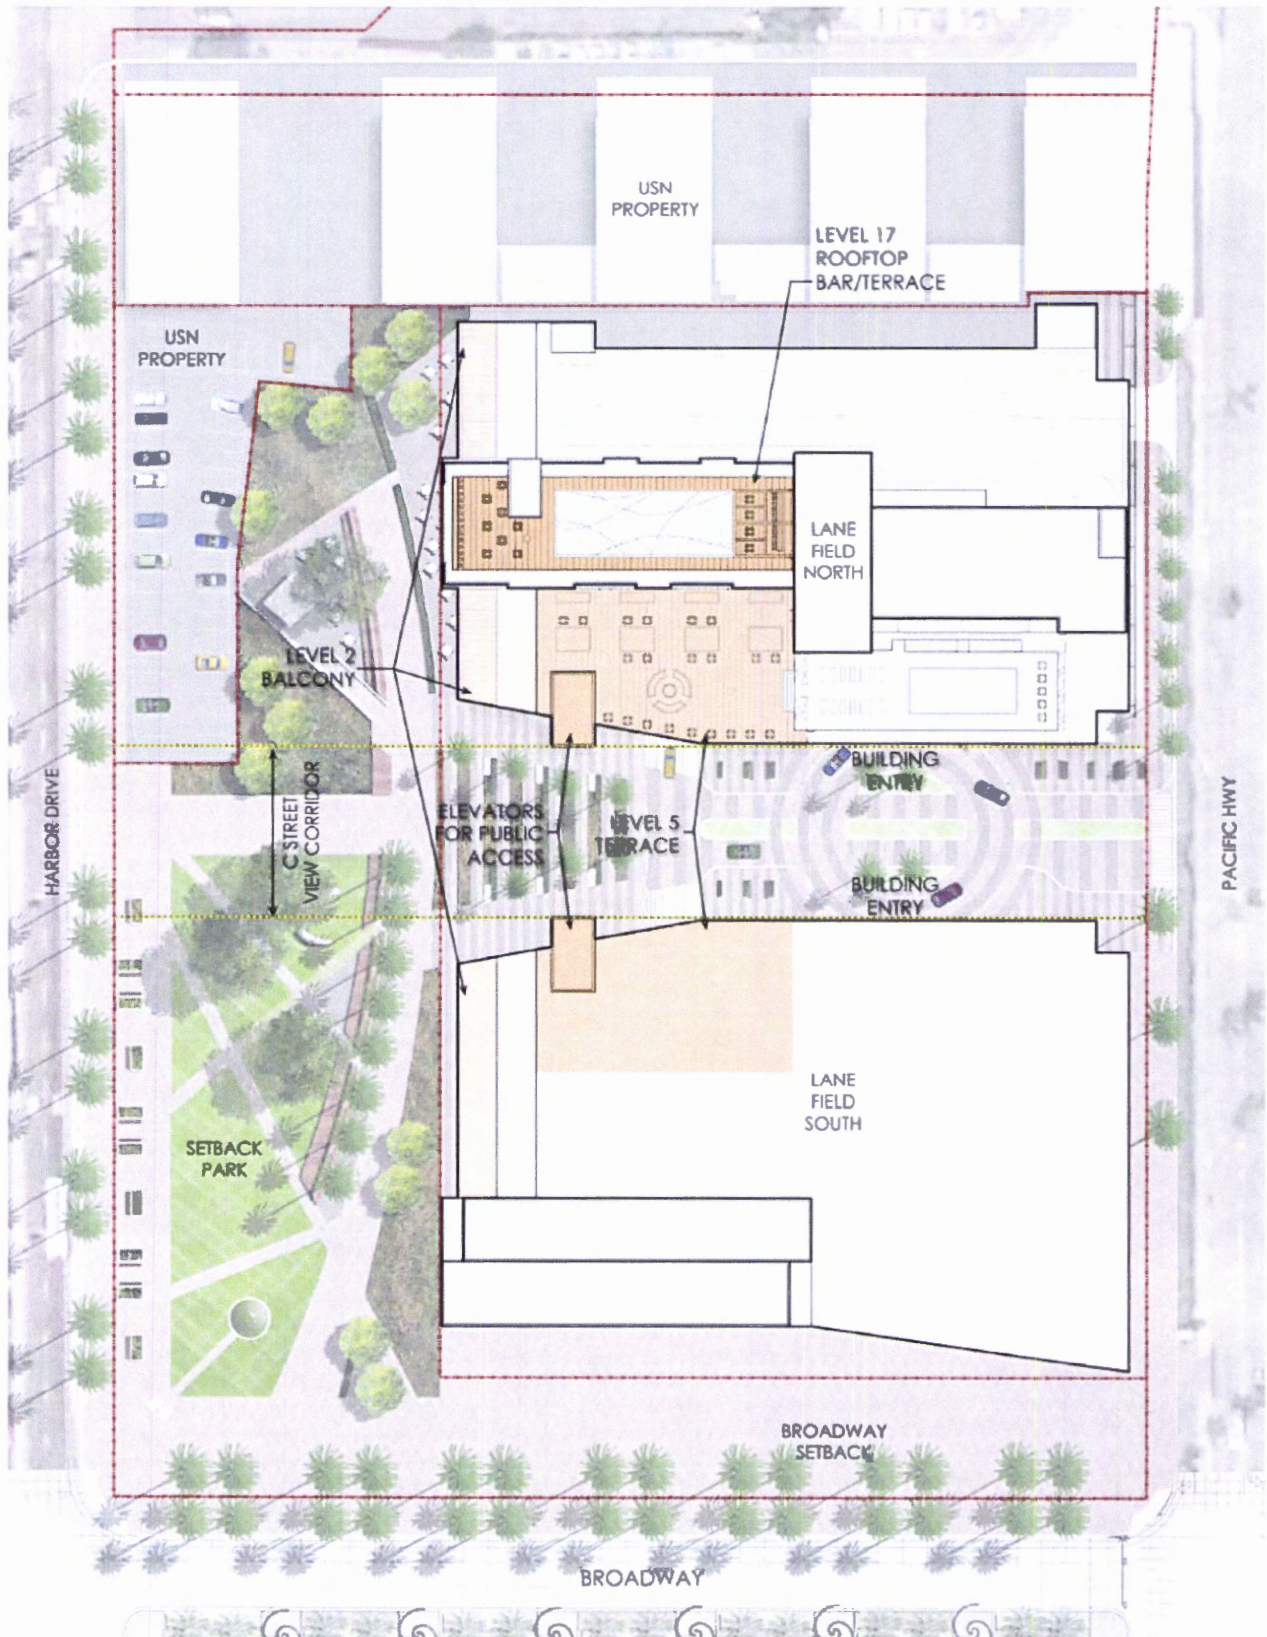 USN
PROPERTY
LEVEL 17
ROOFTOP
BAR/TERRACE
USN
PROPERTY
LANE
FIELD
NORTH
LEVEL 2
BALCONY
HARBOR DRIVE
C STREET
VIEW CORRIDOR
ELEVATORS
FOR PUBLIC
ACCESS
LEVEL 5
TERRACE
BUILDING
ENTRY
BUILDING
ENTRY
PACIFIC HWY
LANE
FIELD
SOUTH
SETBACK
PARK
BROADWAY
SETBACK
BROADWAY